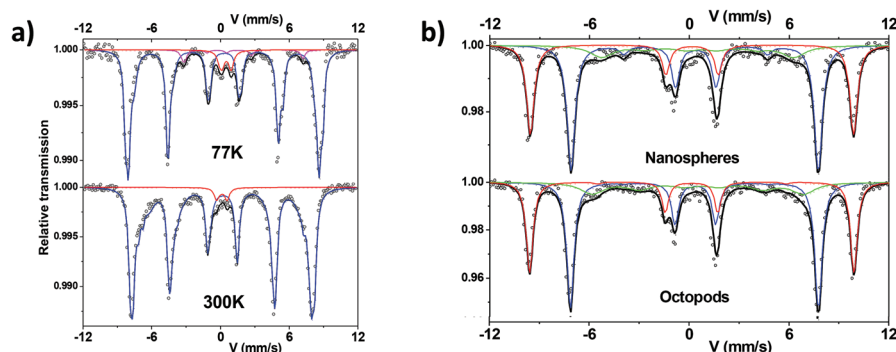 a)
V (mm/s)
-12 -6 0 6 12
1.000
0.995
0.990
77K
1.000
0.995
0.990
300K
Relative transmission
-12 -6 0 6 12
V (mm/s)
b)
V (mm/s)
-12 -6 0 6 12
1.00
0.98
Nanospheres
1.00
0.98
0.96
Octopods
-12 -6 0 6 12
V (mm/s)